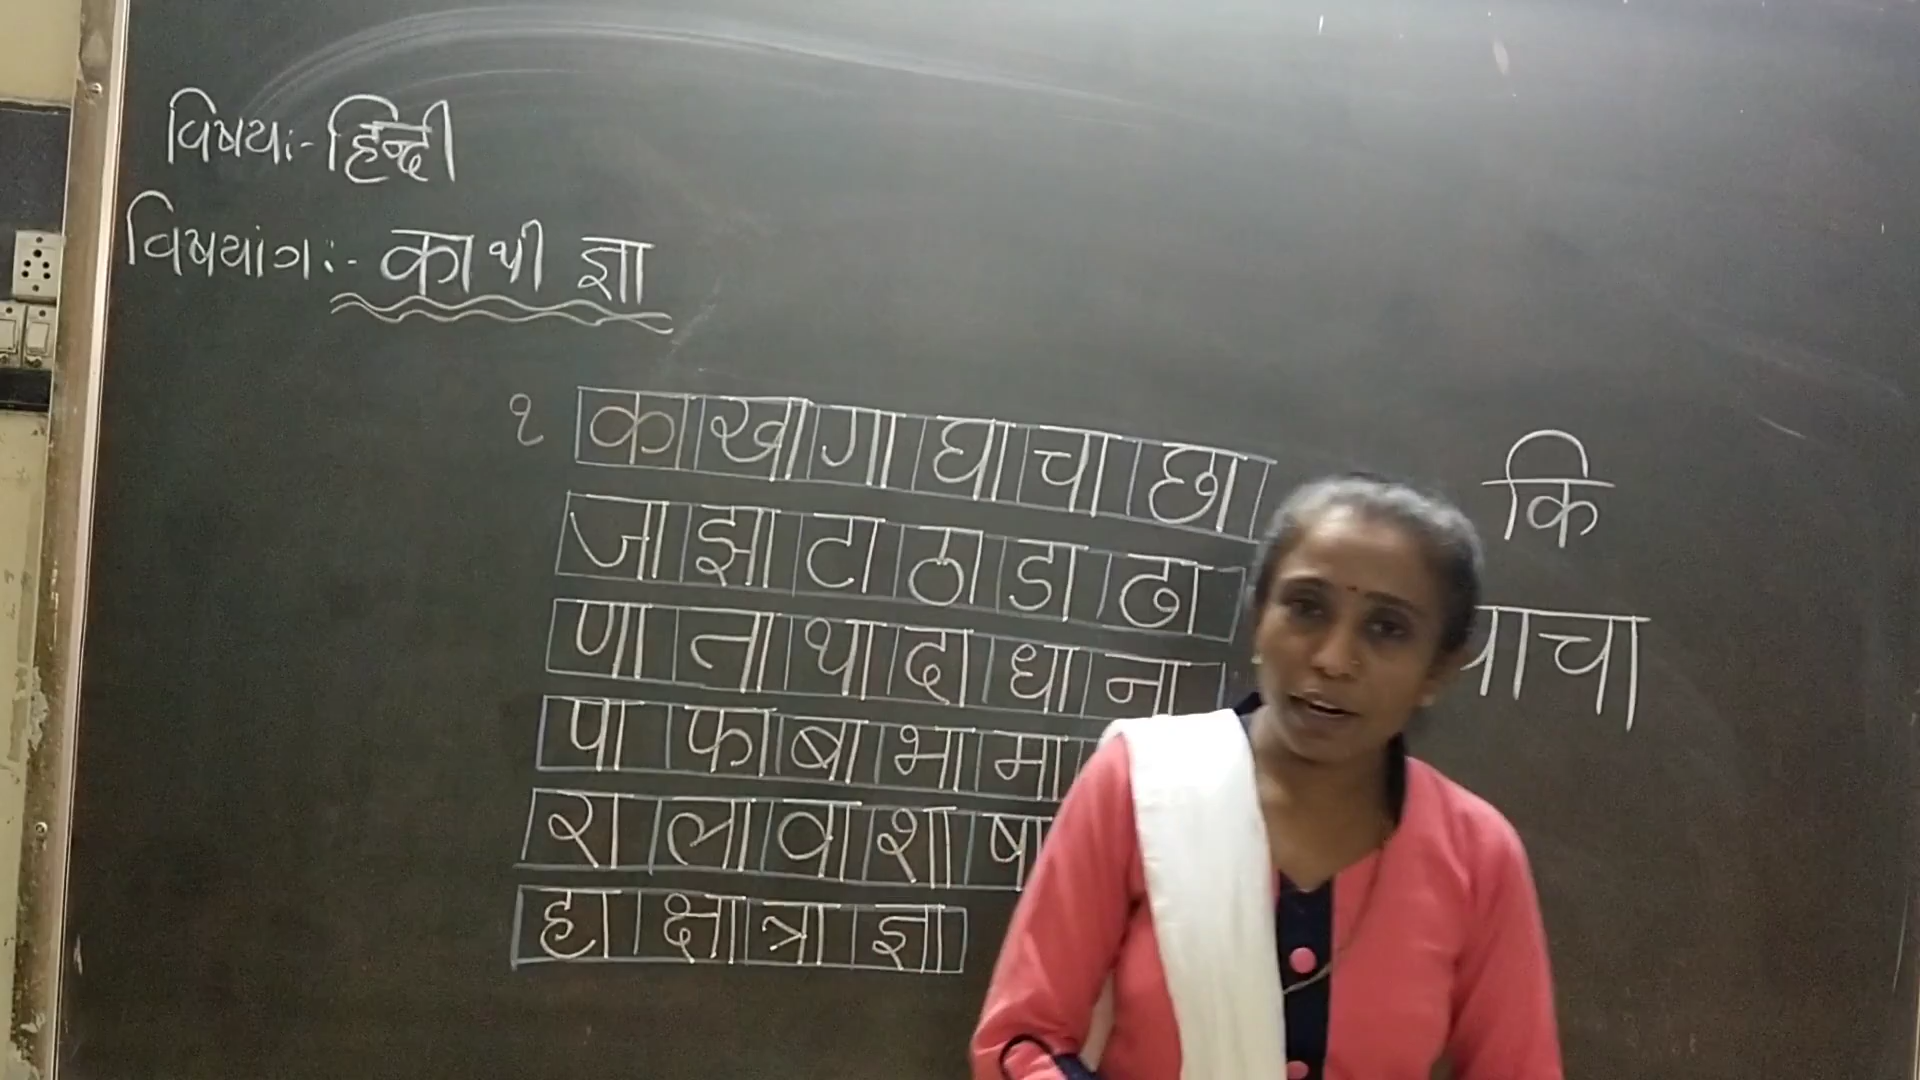 विषयः- हिन्दी
विषयांगः- का थी ज्ञा
१ का खा गा घा चा छा
जा झा टा ठा डा ढा
णा ता था दा धा ना
पा फा बा भा मा
रा ला वा शा षा
हा क्षा त्रा ज्ञा
कि
चा